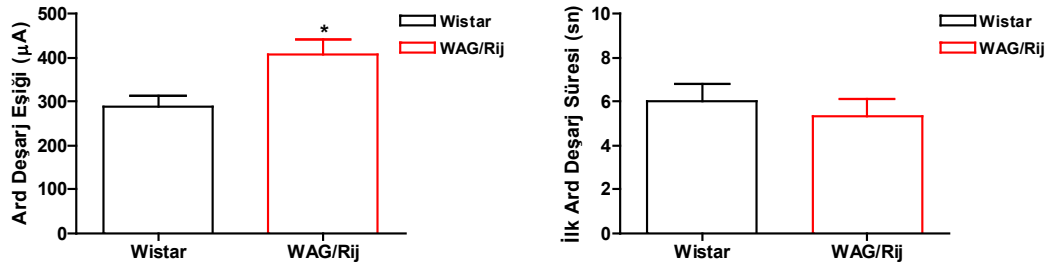 Ard Deşarj Eşiği (μA)
500
400
300
200
100
0
*
Wistar
WAG/Rij
Wistar
WAG/Rij
İlk Ard Deşarj Süresi (sn)
10
8
6
4
2
0
Wistar
WAG/Rij
Wistar
WAG/Rij